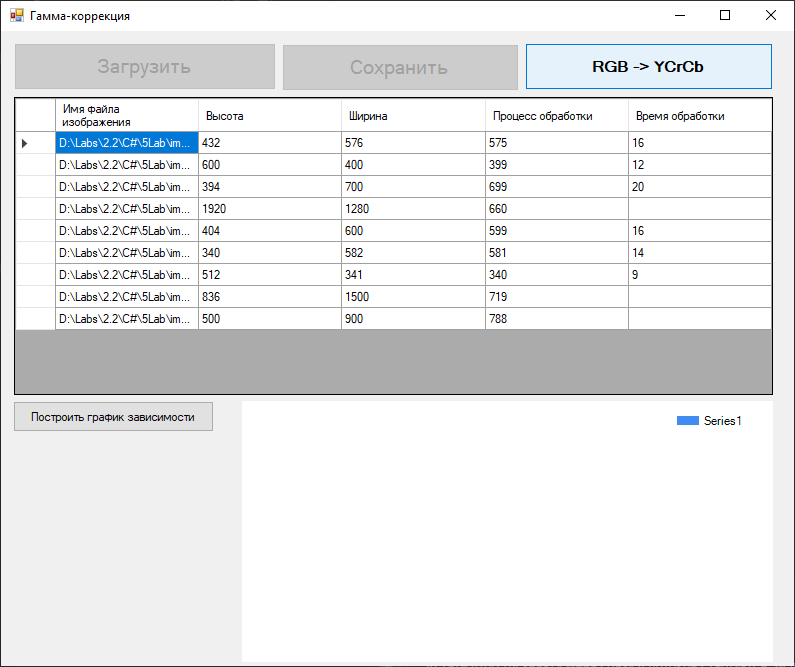 Гамма-коррекция
Загрузить
Сохранить
RGB -> YCrCb
Имя Файла
изображения
Высота
Ширина
Процесс обработки
Время обработки
D:\Labs\2.2\C#\5Lab\im... 432 576 575 16
D:\Labs\2.2\C#\5Lab\im... 600 400 399 12
D:\Labs\2.2\C#\5Lab\im... 394 700 699 20
D:\Labs\2.2\C#\5Lab\im... 1920 1280 660
D:\Labs\2.2\C#\5Lab\im... 404 600 599 16
D:\Labs\2.2\C#\5Lab\im... 340 582 581 14
D:\Labs\2.2\C#\5Lab\im... 512 341 340 9
D:\Labs\2.2\C#\5Lab\im... 836 1500 719
D:\Labs\2.2\C#\5Lab\im... 500 900 788
Построить график зависимости
Series1